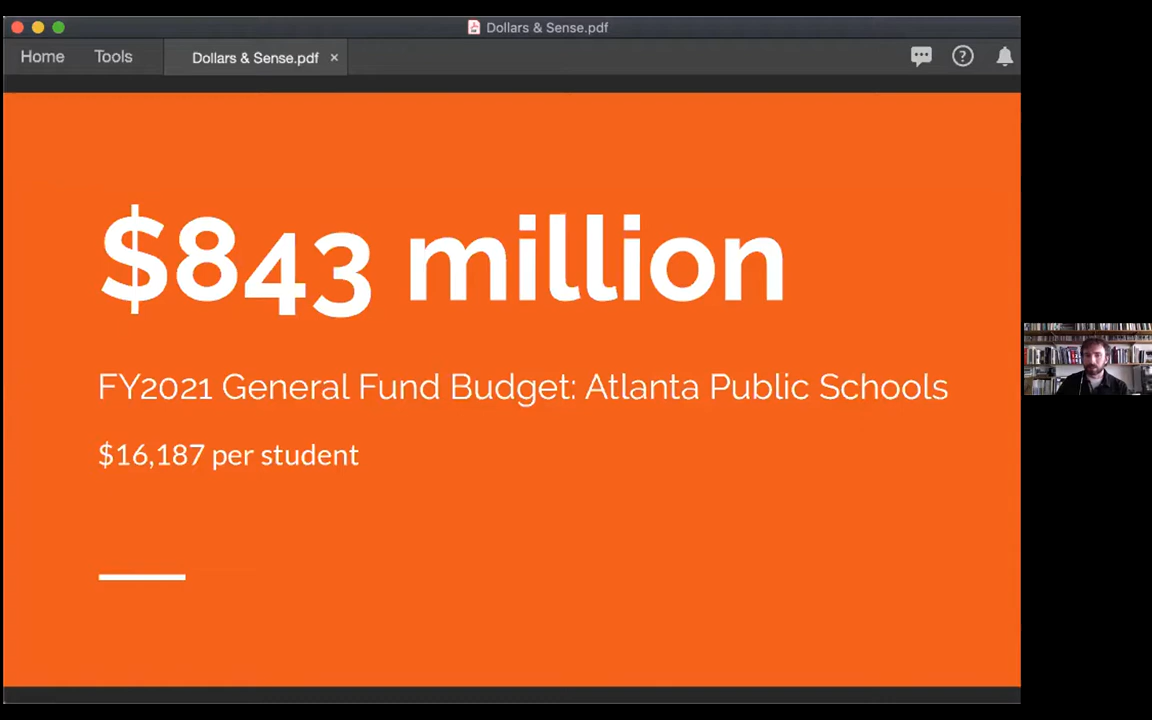 Dollars & Sense.pdf
Home Tools Dollars & Sense.pdf ×
$843 million
FY2021 General Fund Budget: Atlanta Public Schools
$16,187 per student